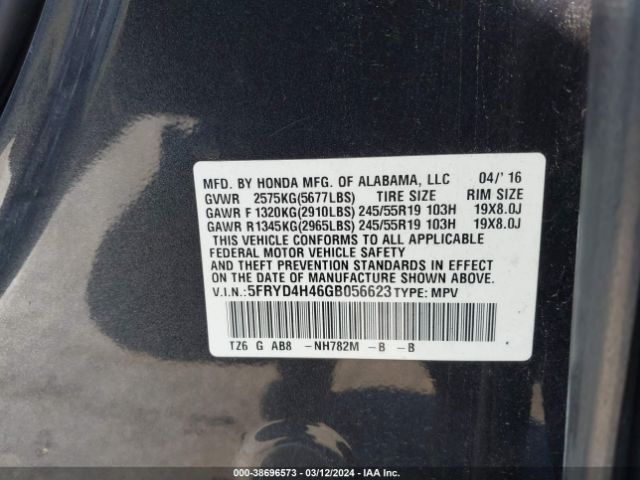 MFD. BY HONDA MFG. OF ALABAMA, LLC 04/' 16
GVWR 2575KG(5677LBS) TIRE SIZE RIM SIZE
GAWR F 1320KG(2910LBS) 245/55R19 103H 19X8.0J
GAWR R1345KG(2965LBS) 245/55R19 103H 19X8.0J
THIS VEHICLE CONFORMS TO ALL APPLICABLE
FEDERAL MOTOR VEHICLE SAFETY
AND THEFT PREVENTION STANDARDS IN EFFECT
ON THE DATE OF MANUFACTURE SHOWN ABOVE.
V.I.N.:5FRYD4H46GB056623 TYPE: MPV
TZ6 G AB8 -NH782M -B -B
000-38696573 - 03/12/2024 - IAA Inc.